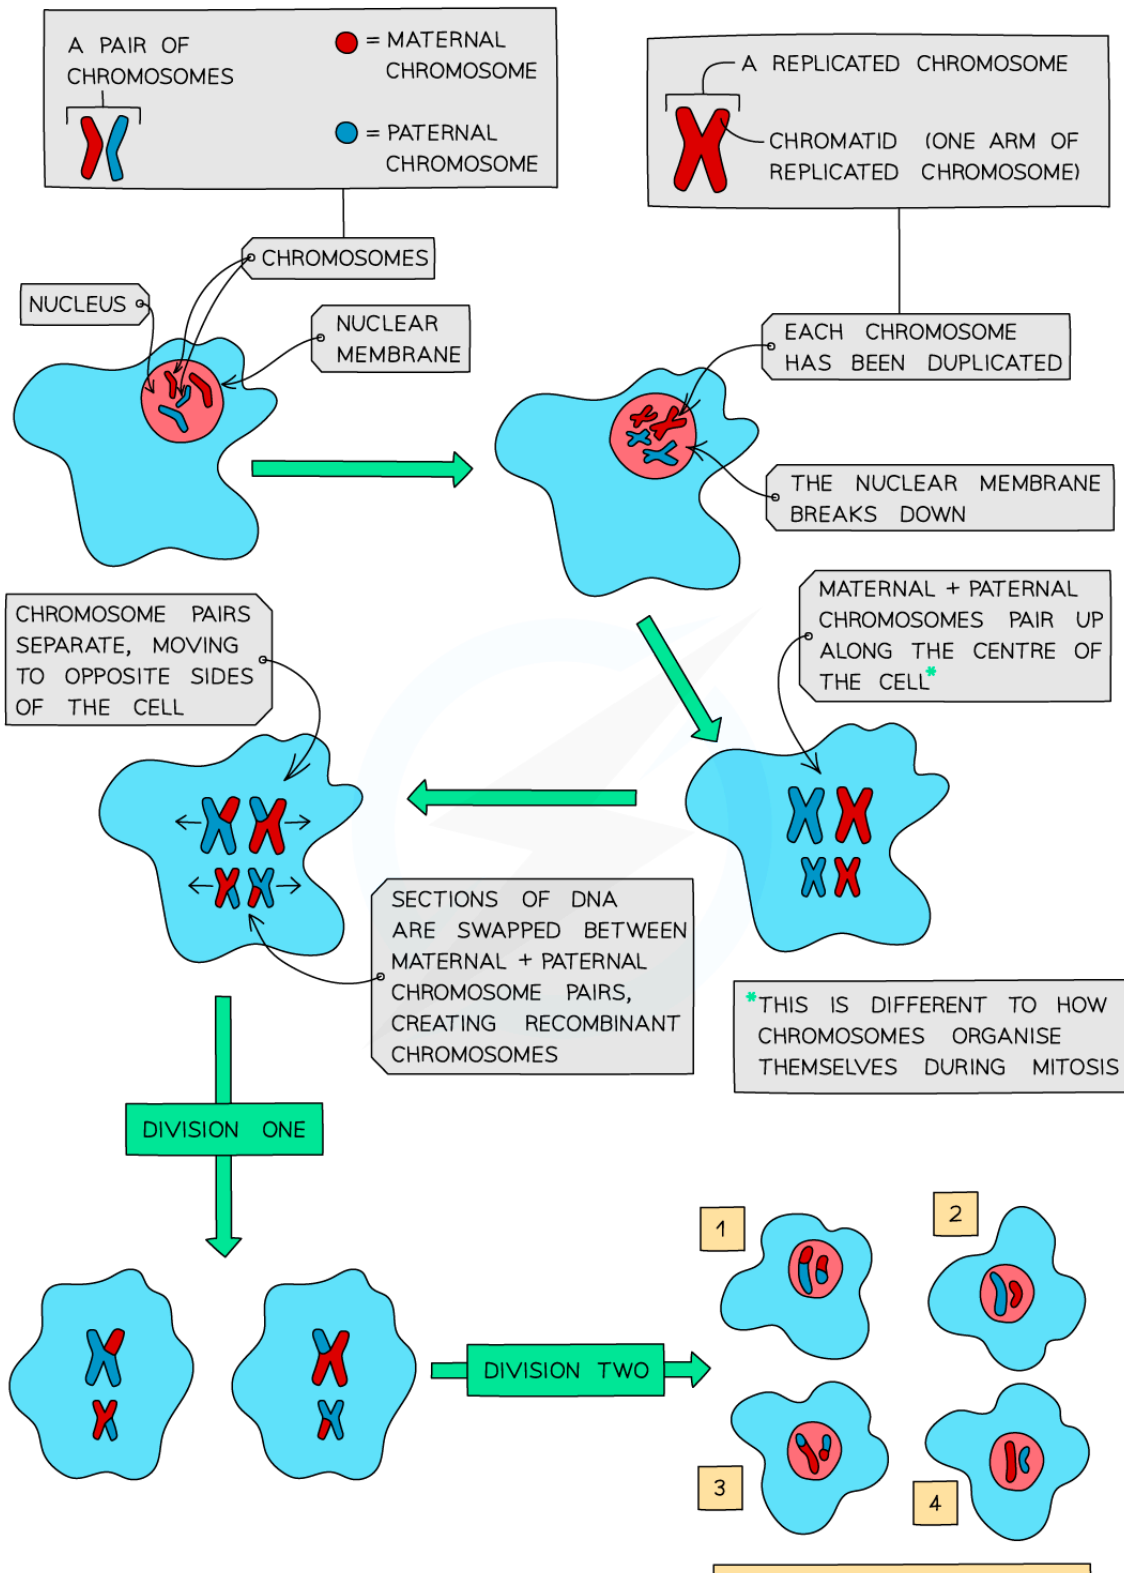 A PAIR OF
CHROMOSOMES
= MATERNAL
CHROMOSOME
= PATERNAL
CHROMOSOME
A REPLICATED CHROMOSOME
CHROMATID (ONE ARM OF
REPLICATED CHROMOSOME)
CHROMOSOMES
NUCLEUS
NUCLEAR
MEMBRANE
EACH CHROMOSOME
HAS BEEN DUPLICATED
THE NUCLEAR MEMBRANE
BREAKS DOWN
MATERNAL + PATERNAL
CHROMOSOMES PAIR UP
ALONG THE CENTRE OF
THE CELL*
CHROMOSOME PAIRS
SEPARATE, MOVING
TO OPPOSITE SIDES
OF THE CELL
SECTIONS OF DNA
ARE SWAPPED BETWEEN
MATERNAL + PATERNAL
CHROMOSOME PAIRS,
CREATING RECOMBINANT
CHROMOSOMES
*THIS IS DIFFERENT TO HOW
CHROMOSOMES ORGANISE
THEMSELVES DURING MITOSIS
DIVISION ONE
DIVISION TWO
1
2
3
4